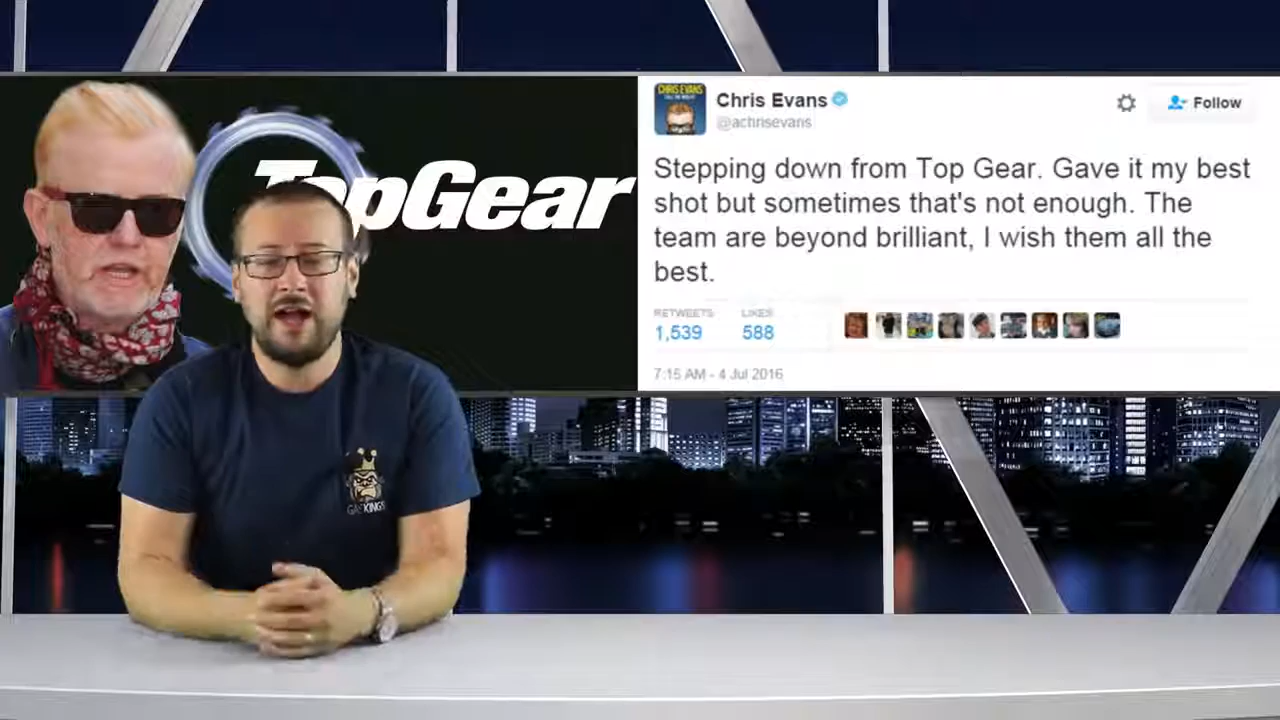 TopGear
CHRIS EVANS
Chris Evans
@achrisevans
Follow
Stepping down from Top Gear. Gave it my best
shot but sometimes that's not enough. The
team are beyond brilliant, I wish them all the
best.
RETWEETS
LIKES
1,539
588
7:15 AM - 4 Jul 2016
GASKINGS